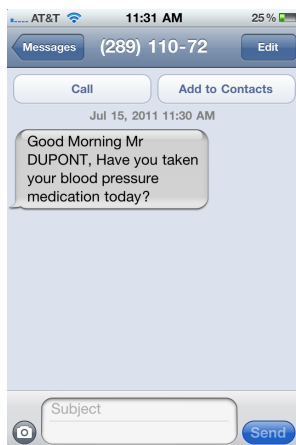 AT&T 11:31 AM 25%
Messages (289) 110-72 Edit
Call Add to Contacts
Jul 15, 2011 11:30 AM
Good Morning Mr
DUPONT, Have you taken
your blood pressure
medication today?
Subject
Send